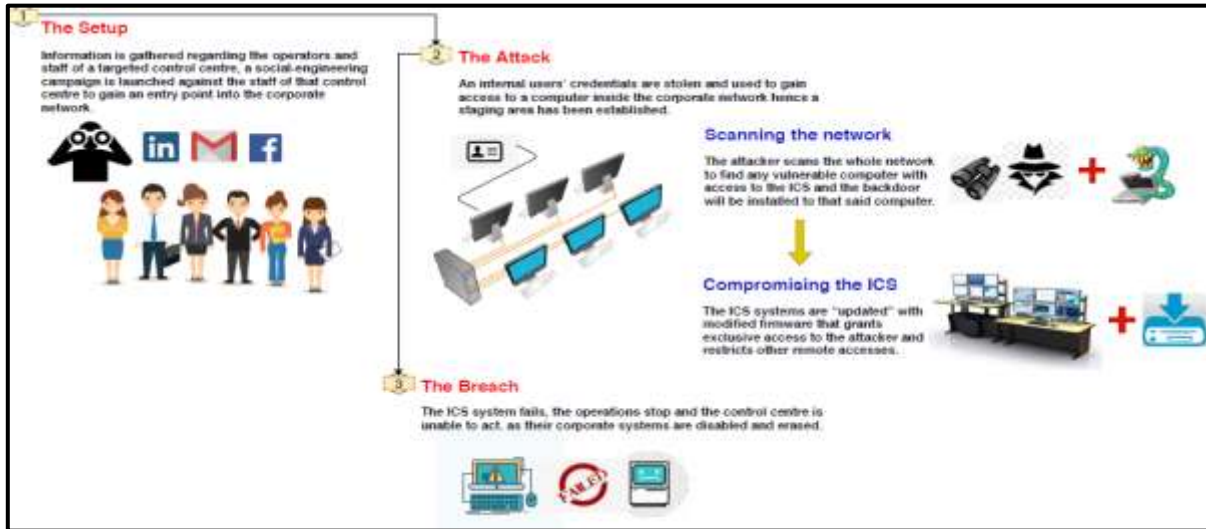 1
The Setup
Information is gathered regarding the operators and
staff of a targeted control centre, a social-engineering
campaign is launched against the staff of that control
centre to gain an entry point into the corporate
network.
in
f
2
The Attack
An internal users' credentials are stolen and used to gain
access to a computer inside the corporate network hence a
staging area has been established.
Scanning the network
The attacker scans the whole network
to find any vulnerable computer with
access to the ICS and the backdoor
will be installed to that said computer.
Compromising the ICS
The ICS systems are "updated" with
modified firmware that grants
exclusive access to the attacker and
restricts other remote accesses.
3
The Breach
The ICS system fails, the operations stop and the control centre is
unable to act, as their corporate systems are disabled and erased.
FAILED